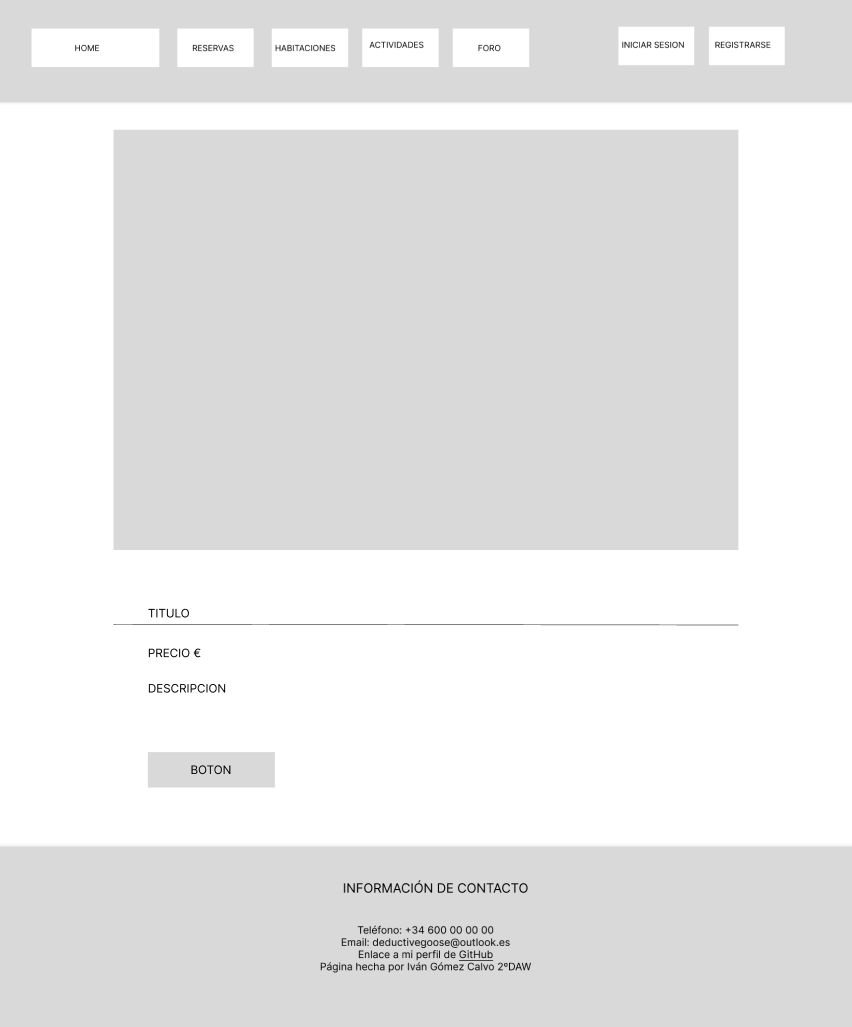 HOME
RESERVAS
HABITACIONES
ACTIVIDADES
FORO
INICIAR SESION
REGISTRARSE
TITULO
PRECIO €
DESCRIPCION
BOTON
INFORMACIÓN DE CONTACTO
Teléfono: +34 600 00 00 00
Email: deductivegoose@outlook.es
Enlace a mi perfil de GitHub
Página hecha por Iván Gómez Calvo 2ºDAW